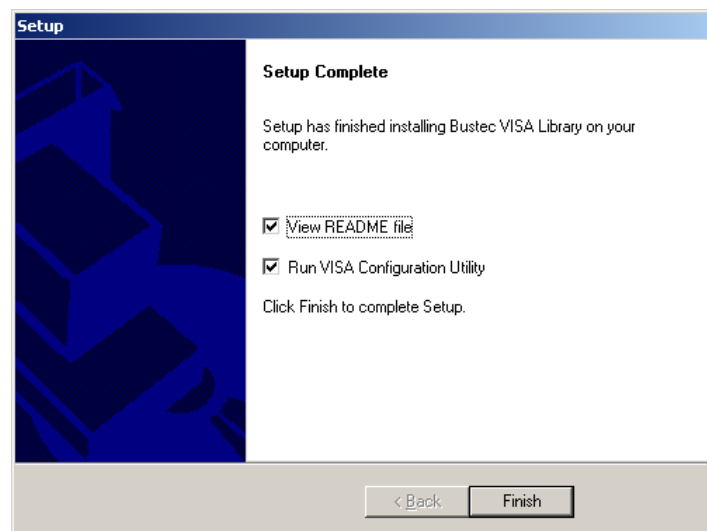 Setup
Setup Complete
Setup has finished installing Bustec VISA Library on your
computer.
View README file
Run VISA Configuration Utility
Click Finish to complete Setup.
< Back
Finish